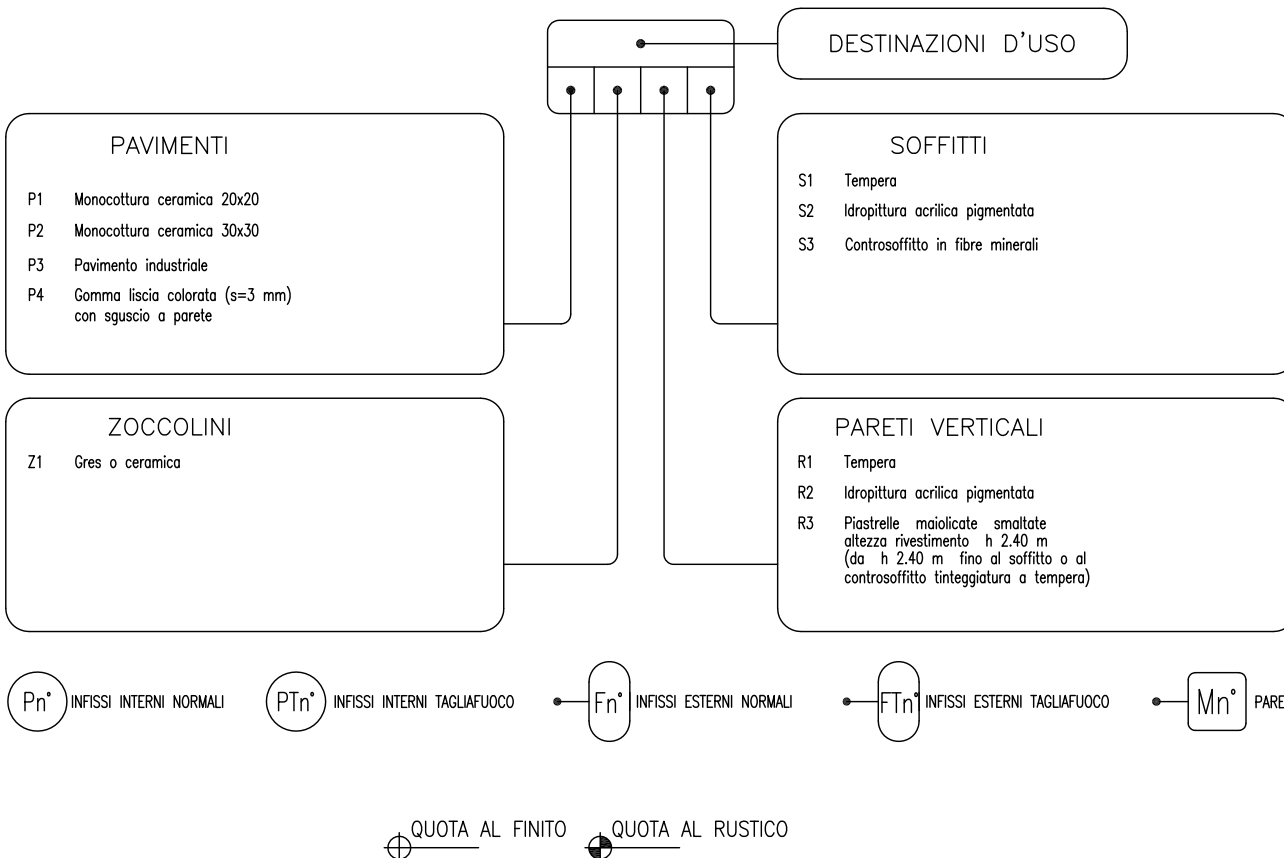 DESTINAZIONI D'USO
PAVIMENTI
P1 Monocottura ceramica 20x20
P2 Monocottura ceramica 30x30
P3 Pavimento industriale
P4 Gomma liscia colorata (s=3 mm)
con sguscio a parete
SOFFITTI
S1 Tempera
S2 Idropittura acrilica pigmentata
S3 Controsoffitto in fibre minerali
ZOCCOLINI
Z1 Gres o ceramica
PARETI VERTICALI
R1 Tempera
R2 Idropittura acrilica pigmentata
R3 Piastrelle maiolicate smaltate
altezza rivestimento h 2.40 m
(da h 2.40 m fino al soffitto o al
controsoffitto tinteggiatura a tempera)
Pn° INFISSI INTERNI NORMALI
PTn° INFISSI INTERNI TAGLIAFUOCO
Fn° INFISSI ESTERNI NORMALI
FTn° INFISSI ESTERNI TAGLIAFUOCO
Mn° PARE
QUOTA AL FINITO
QUOTA AL RUSTICO